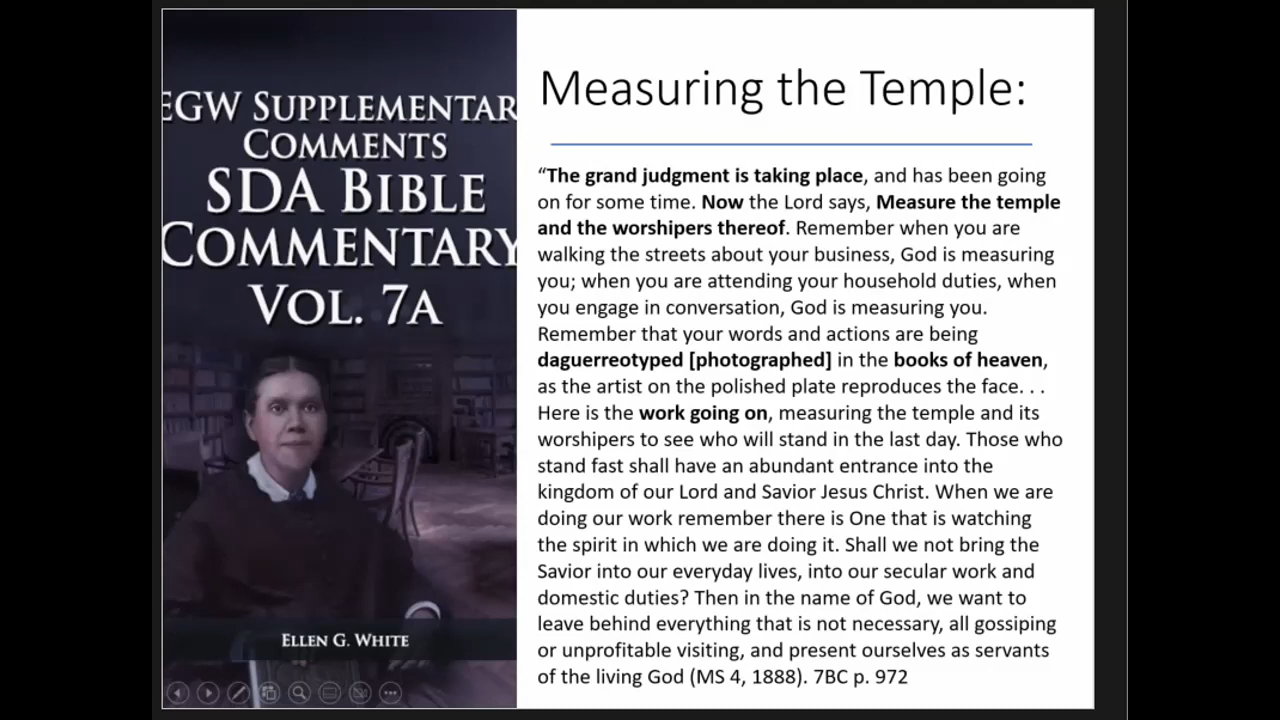 EGW SUPPLEMENTAR
COMMENTS
SDA BIBLE
COMMENTARY
VOL. 7A
ELLEN G. WHITE
Measuring the Temple:
“The grand judgment is taking place, and has been going
on for some time. Now the Lord says, Measure the temple
and the worshipers thereof. Remember when you are
walking the streets about your business, God is measuring
you; when you are attending your household duties, when
you engage in conversation, God is measuring you.
Remember that your words and actions are being
daguerreotyped [photographed] in the books of heaven,
as the artist on the polished plate reproduces the face. . .
Here is the work going on, measuring the temple and its
worshipers to see who will stand in the last day. Those who
stand fast shall have an abundant entrance into the
kingdom of our Lord and Savior Jesus Christ. When we are
doing our work remember there is One that is watching
the spirit in which we are doing it. Shall we not bring the
Savior into our everyday lives, into our secular work and
domestic duties? Then in the name of God, we want to
leave behind everything that is not necessary, all gossiping
or unprofitable visiting, and present ourselves as servants
of the living God (MS 4, 1888). 7BC p. 972